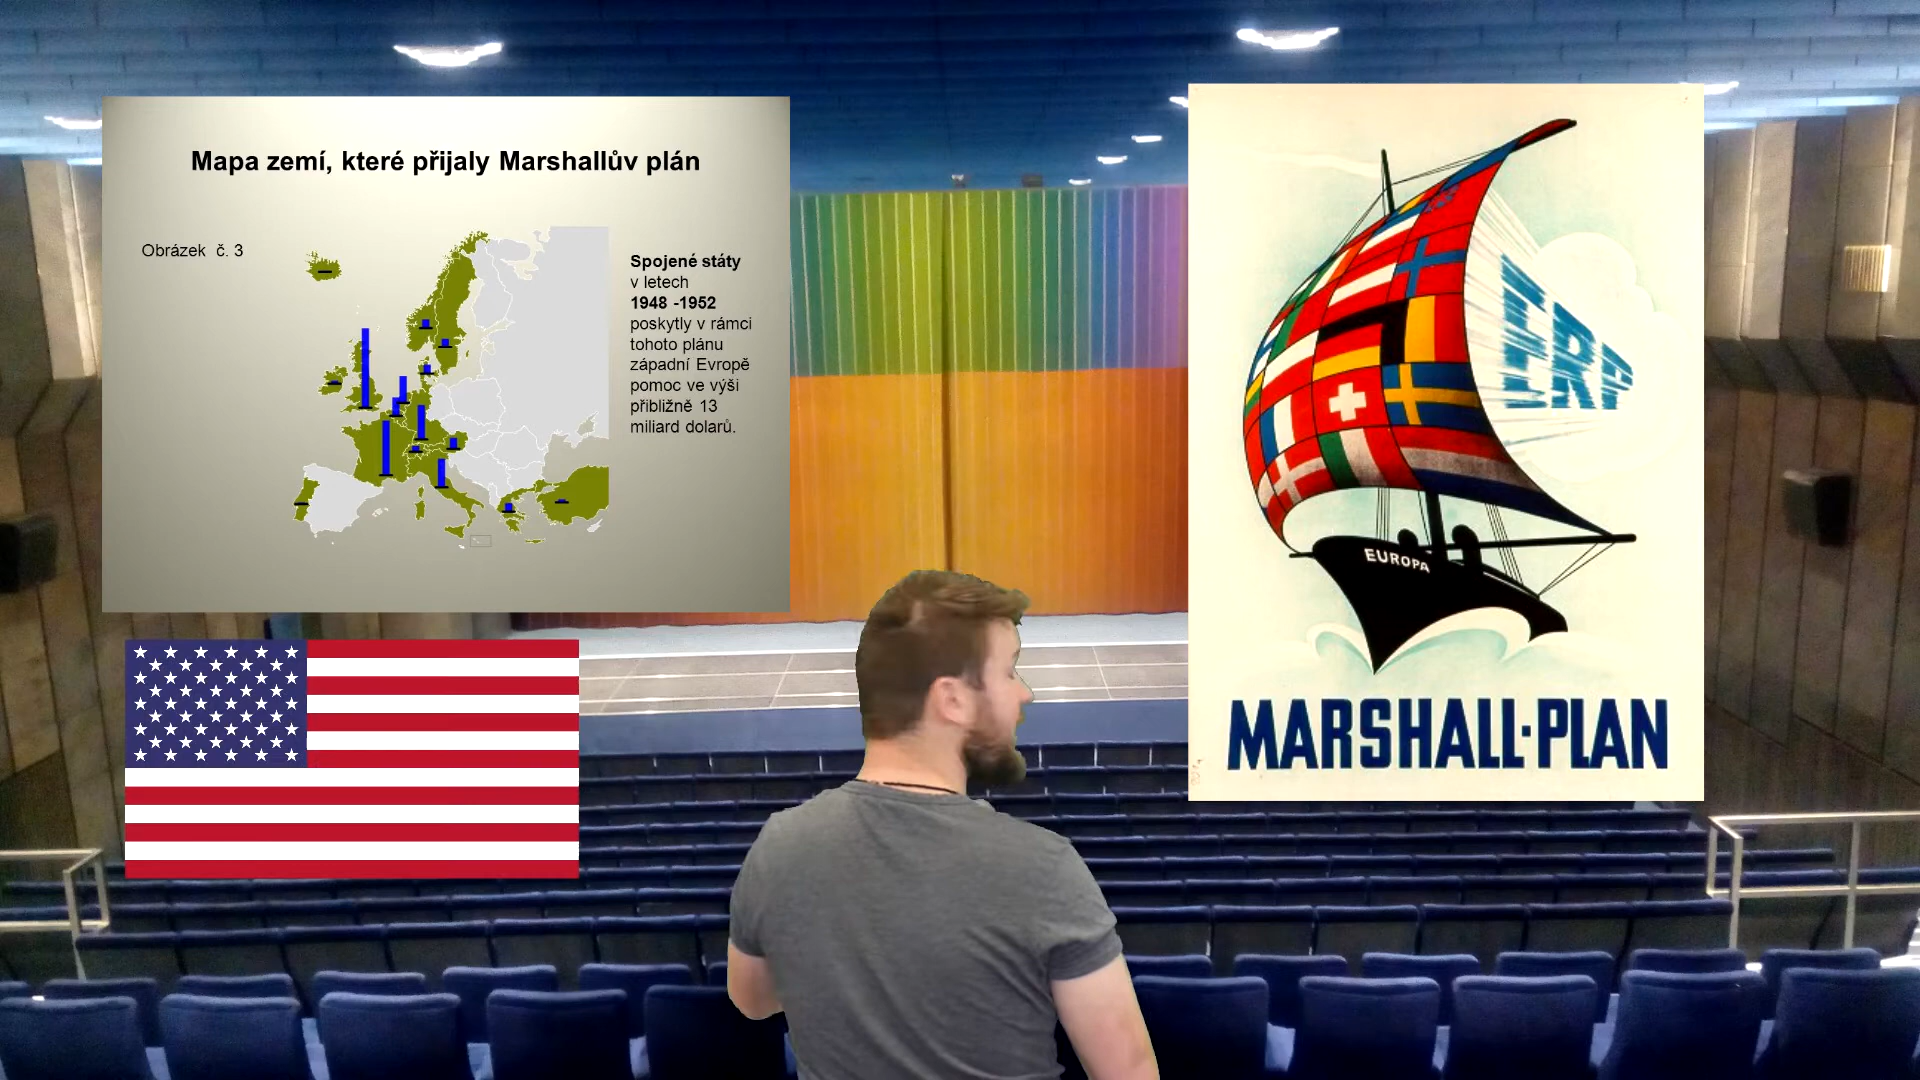 Mapa zemí, které přijaly Marshallův plán
Obrázek č. 3
Spojené státy
v letech
1948 -1952
poskytly v rámci
tohoto plánu
západní Evropě
pomoc ve výši
přibližně 13
miliard dolarů.
ERP
EUROPA
MARSHALL·PLAN